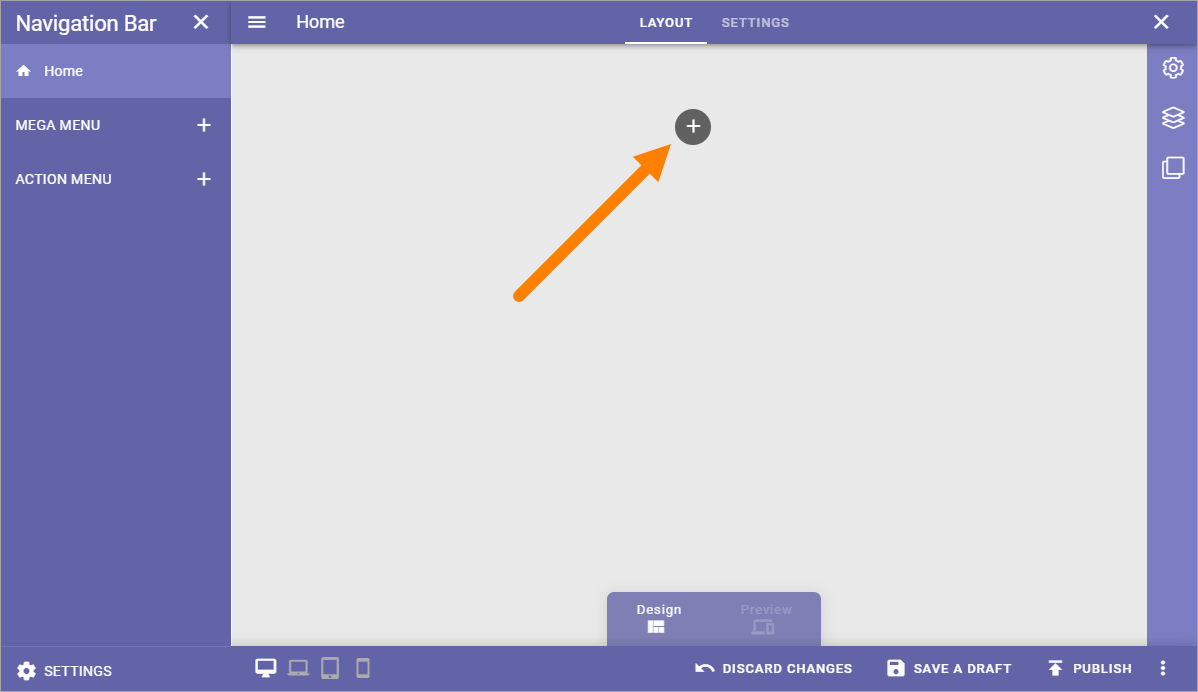 Navigation Bar
Home
LAYOUT
SETTINGS
Home
MEGA MENU
ACTION MENU
Design
Preview
SETTINGS
DISCARD CHANGES
SAVE A DRAFT
PUBLISH